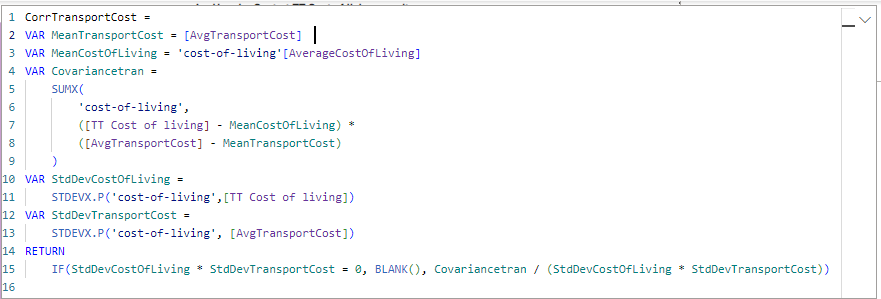 1 CorrTransportCost =
2 VAR MeanTransportCost = [AvgTransportCost]
3 VAR MeanCostOfLiving = 'cost-of-living'[AverageCostOfLiving]
4 VAR Covariancetran =
5 SUMX(
6 'cost-of-living',
7 ([TT Cost of living] - MeanCostOfLiving) *
8 ([AvgTransportCost] - MeanTransportCost)
9 )
10 VAR StdDevCostOfLiving =
11 STDEVX.P('cost-of-living',[TT Cost of living])
12 VAR StdDevTransportCost =
13 STDEVX.P('cost-of-living', [AvgTransportCost])
14 RETURN
15 IF(StdDevCostOfLiving * StdDevTransportCost = 0, BLANK(), Covariancetran / (StdDevCostOfLiving * StdDevTransportCost))
16